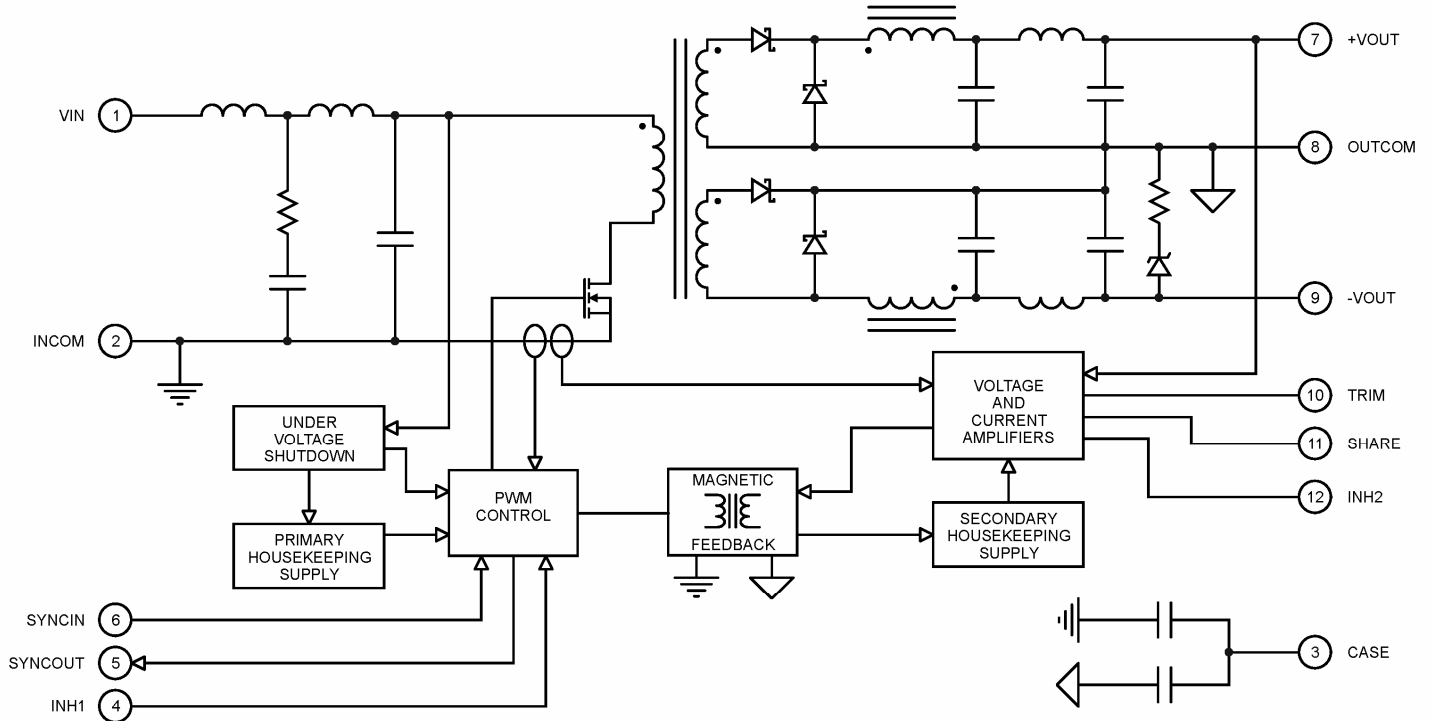 7 +VOUT
VIN 1
8 OUTCOM
9 -VOUT
INCOM 2
VOLTAGE
AND
CURRENT
AMPLIFIERS
10 TRIM
UNDER
VOLTAGE
SHUTDOWN
11 SHARE
MAGNETIC
FEEDBACK
PWM
CONTROL
12 INH2
PRIMARY
HOUSEKEEPING
SUPPLY
SECONDARY
HOUSEKEEPING
SUPPLY
SYNCIN 6
SYNCOUT 5
3 CASE
INH1 4